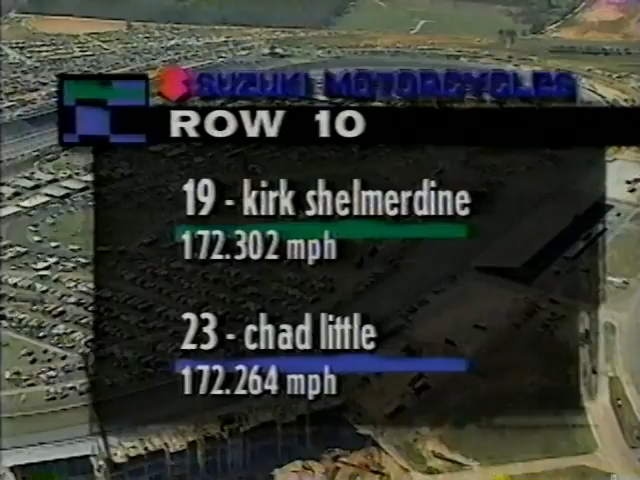 SUZUKI MOTORCYCLES
ROW 10
19 - kirk shelmerdine
172.302 mph
23 - chad little
172.264 mph